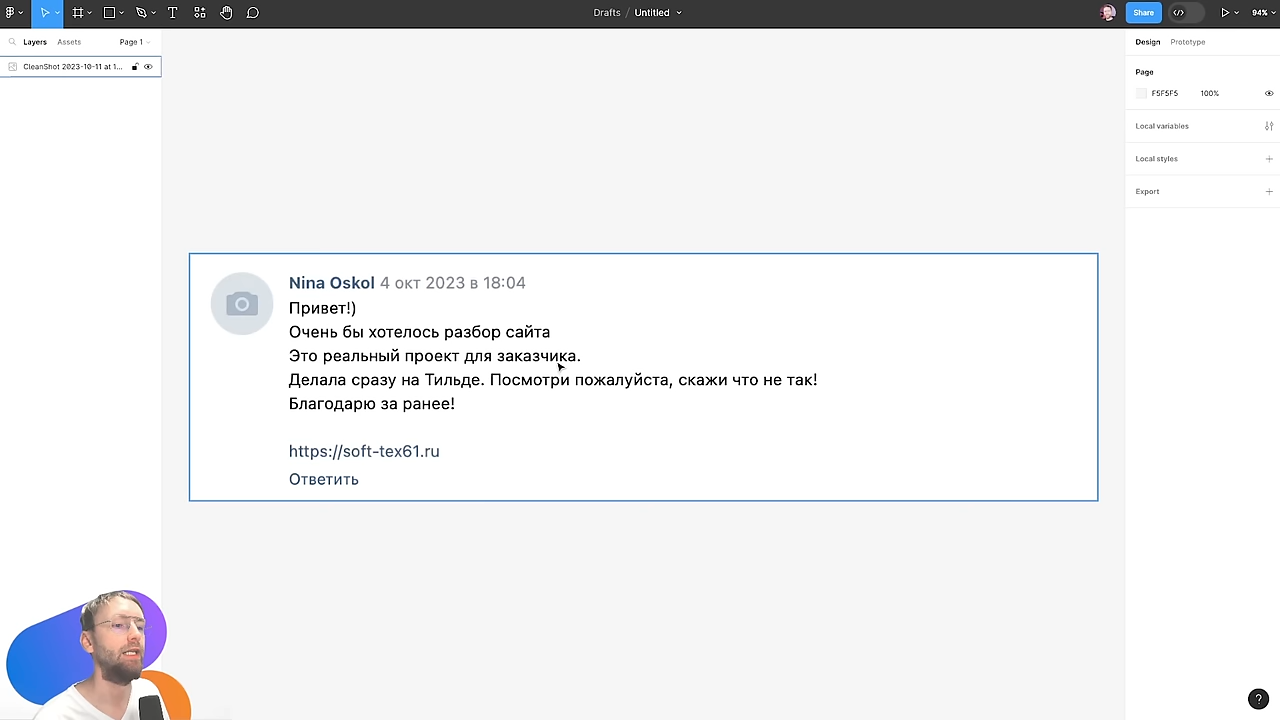 Drafts / Untitled
Share
94%
Layers
Assets
Page 1
Design
Prototype
CleanShot 2023-10-11 at 1...
Page
F5F5F5
100%
Local variables
Local styles
Export
Nina Oskol 4 окт 2023 в 18:04
Привет!)
Очень бы хотелось разбор сайта
Это реальный проект для заказчика.
Делала сразу на Тильде. Посмотри пожалуйста, скажи что не так!
Благодарю за ранее!
https://soft-tex61.ru
Ответить
?